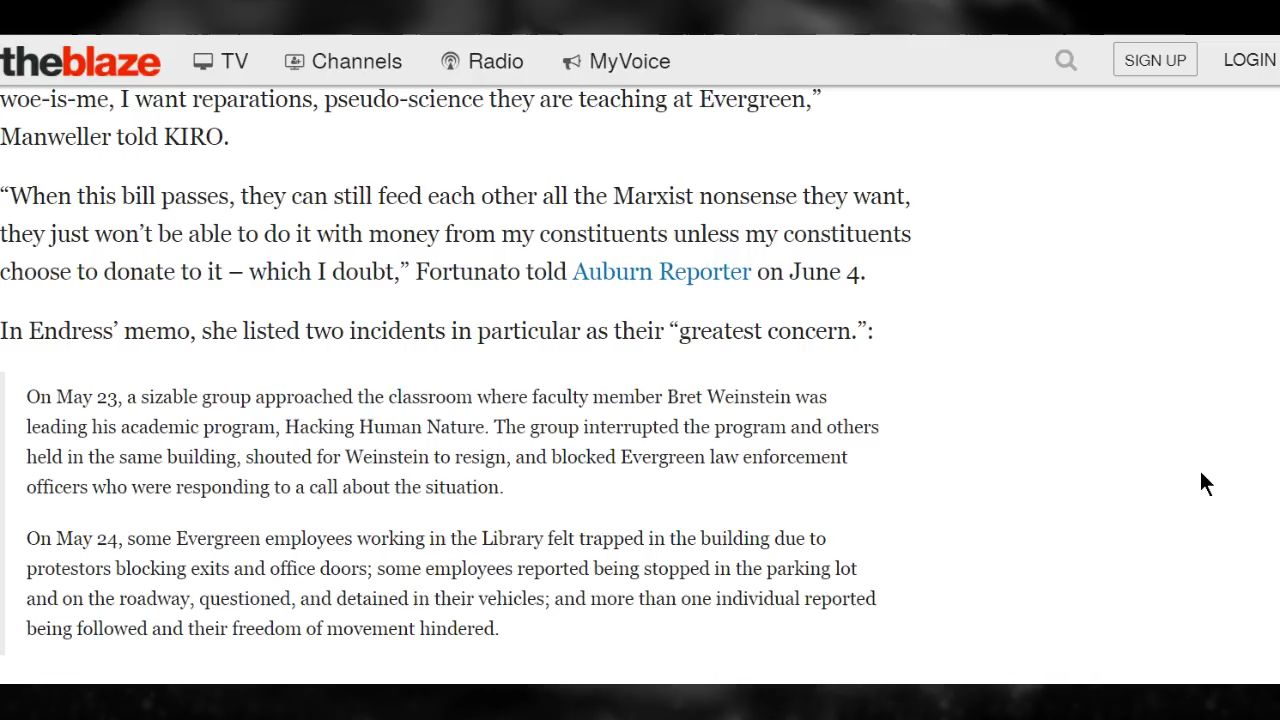 theblaze TV Channels Radio MyVoice SIGN UP LOGIN
woe-is-me, I want reparations, pseudo-science they are teaching at Evergreen,”
Manweller told KIRO.
“When this bill passes, they can still feed each other all the Marxist nonsense they want,
they just won’t be able to do it with money from my constituents unless my constituents
choose to donate to it – which I doubt,” Fortunato told Auburn Reporter on June 4.
In Endress’ memo, she listed two incidents in particular as their “greatest concern.”:
On May 23, a sizable group approached the classroom where faculty member Bret Weinstein was
leading his academic program, Hacking Human Nature. The group interrupted the program and others
held in the same building, shouted for Weinstein to resign, and blocked Evergreen law enforcement
officers who were responding to a call about the situation.
On May 24, some Evergreen employees working in the Library felt trapped in the building due to
protestors blocking exits and office doors; some employees reported being stopped in the parking lot
and on the roadway, questioned, and detained in their vehicles; and more than one individual reported
being followed and their freedom of movement hindered.